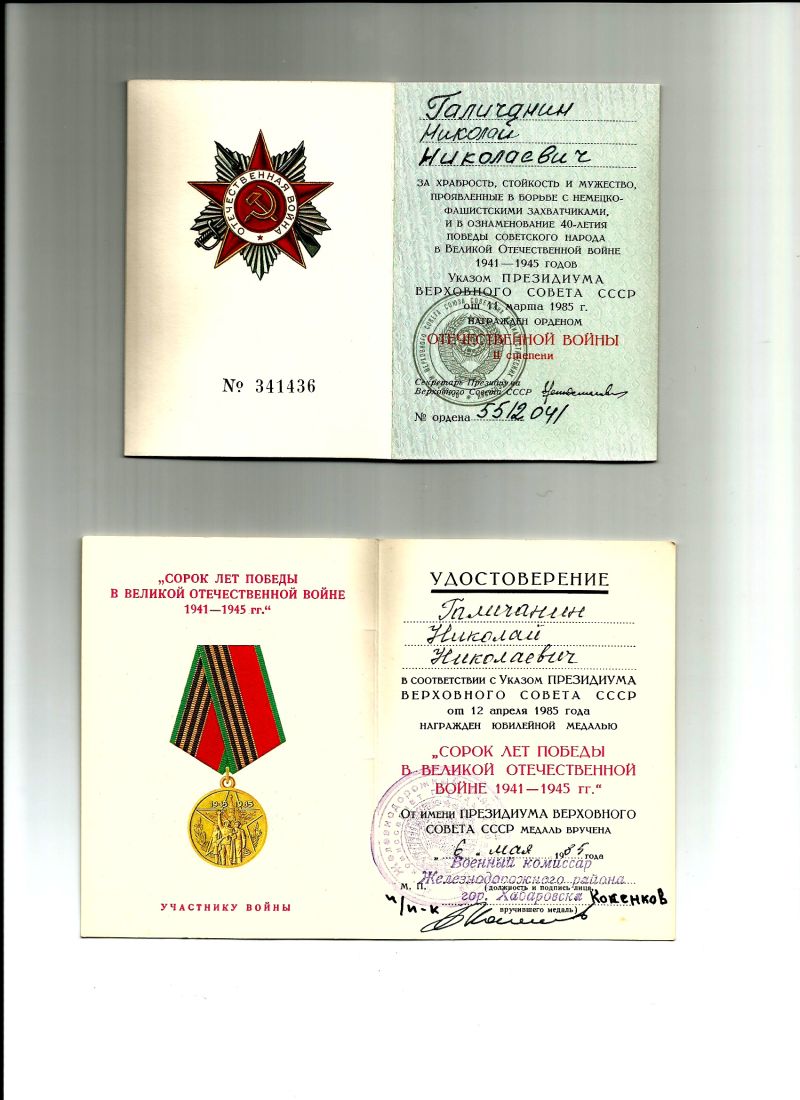 ОТЕЧЕСТВЕННАЯ ВОЙНА
№ 341436
Галичанин
Николай
Николаевич
ЗА ХРАБРОСТЬ, СТОЙКОСТЬ И МУЖЕСТВО,
ПРОЯВЛЕННЫЕ В БОРЬБЕ С НЕМЕЦКО-
ФАШИСТСКИМИ ЗАХВАТЧИКАМИ,
И В ОЗНАМЕНОВАНИЕ 40-ЛЕТИЯ
ПОБЕДЫ СОВЕТСКОГО НАРОДА
В ВЕЛИКОЙ ОТЕЧЕСТВЕННОЙ ВОЙНЕ
1941—1945 ГОДОВ
УКАЗОМ ПРЕЗИДИУМА
ВЕРХОВНОГО СОВЕТА СССР
от 11 марта 1985 г.
НАГРАЖДЕН ОРДЕНОМ
ОТЕЧЕСТВЕННОЙ ВОЙНЫ
II степени
Секретарь Президиума
Верховного Совета СССР
№ ордена 5512041
„СОРОК ЛЕТ ПОБЕДЫ
В ВЕЛИКОЙ ОТЕЧЕСТВЕННОЙ ВОЙНЕ
1941—1945 гг.“
1945 1985
УЧАСТНИКУ ВОЙНЫ
УДОСТОВЕРЕНИЕ
Галичанин
Николай
Николаевич
В СООТВЕТСТВИИ С УКАЗОМ ПРЕЗИДИУМА
ВЕРХОВНОГО СОВЕТА СССР
от 12 апреля 1985 года
НАГРАЖДЕН ЮБИЛЕЙНОЙ МЕДАЛЬЮ
„СОРОК ЛЕТ ПОБЕДЫ
В ВЕЛИКОЙ ОТЕЧЕСТВЕННОЙ
ВОЙНЕ 1941—1945 гг.“
ОТ ИМЕНИ ПРЕЗИДИУМА ВЕРХОВНОГО
СОВЕТА СССР МЕДАЛЬ ВРУЧЕНА
„6“ мая 1985 года
Военный комиссар
Железнодорожного района
М. П. (должность и подпись лица,
гор. Хабаровска Коженков
п/п-к вручившего медаль)